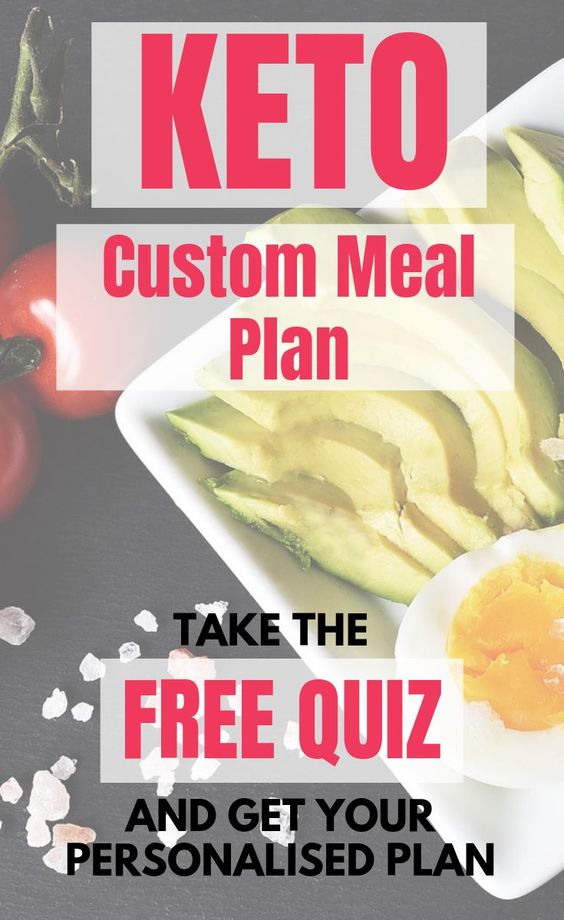 KETO
Custom Meal
Plan
TAKE THE
FREE QUIZ
AND GET YOUR
PERSONALISED PLAN